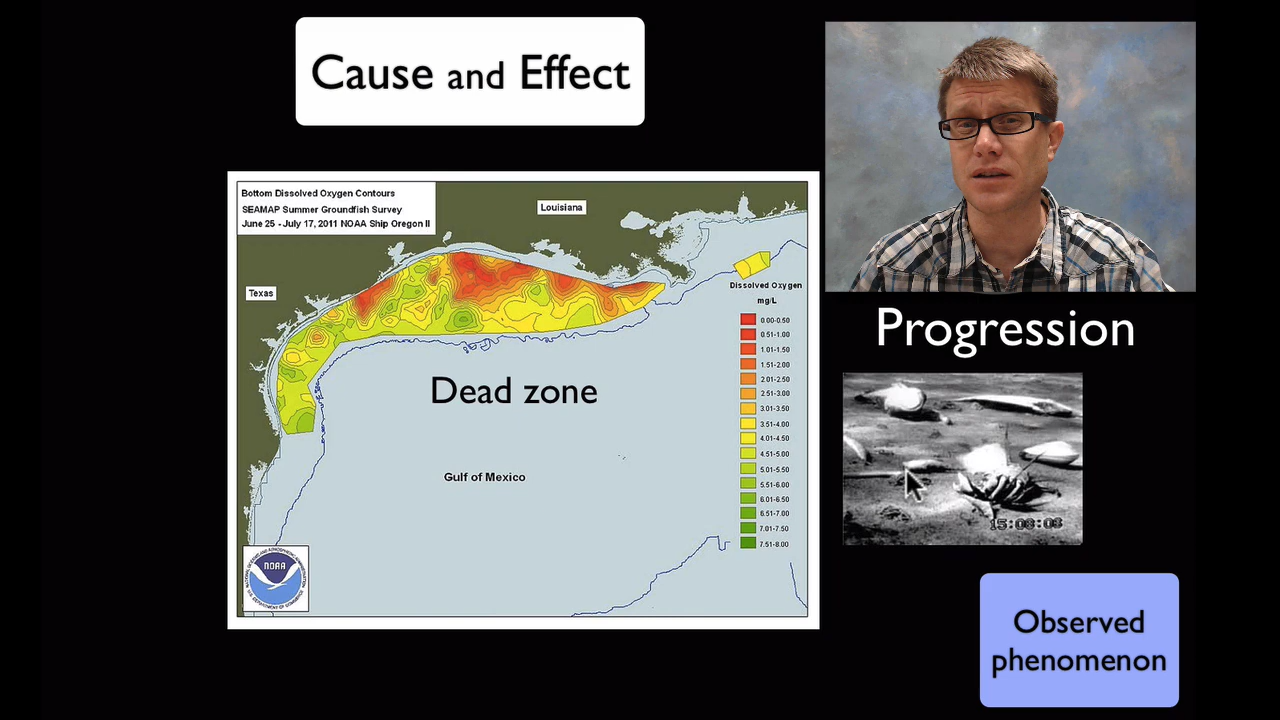 Cause and Effect
Bottom Dissolved Oxygen Contours
SEAMAP Summer Groundfish Survey
June 25 - July 17, 2011 NOAA Ship Oregon II
Louisiana
Texas
Dissolved Oxygen
mg/L
0.00-0.50
0.51-1.00
1.01-1.50
1.51-2.00
2.01-2.50
2.51-3.00
3.01-3.50
3.51-4.00
4.01-4.50
4.51-5.00
5.01-5.50
5.51-6.00
6.01-6.50
6.51-7.00
7.01-7.50
7.51-8.00
Dead zone
Gulf of Mexico
NOAA
Progression
15:08:08
Observed
phenomenon